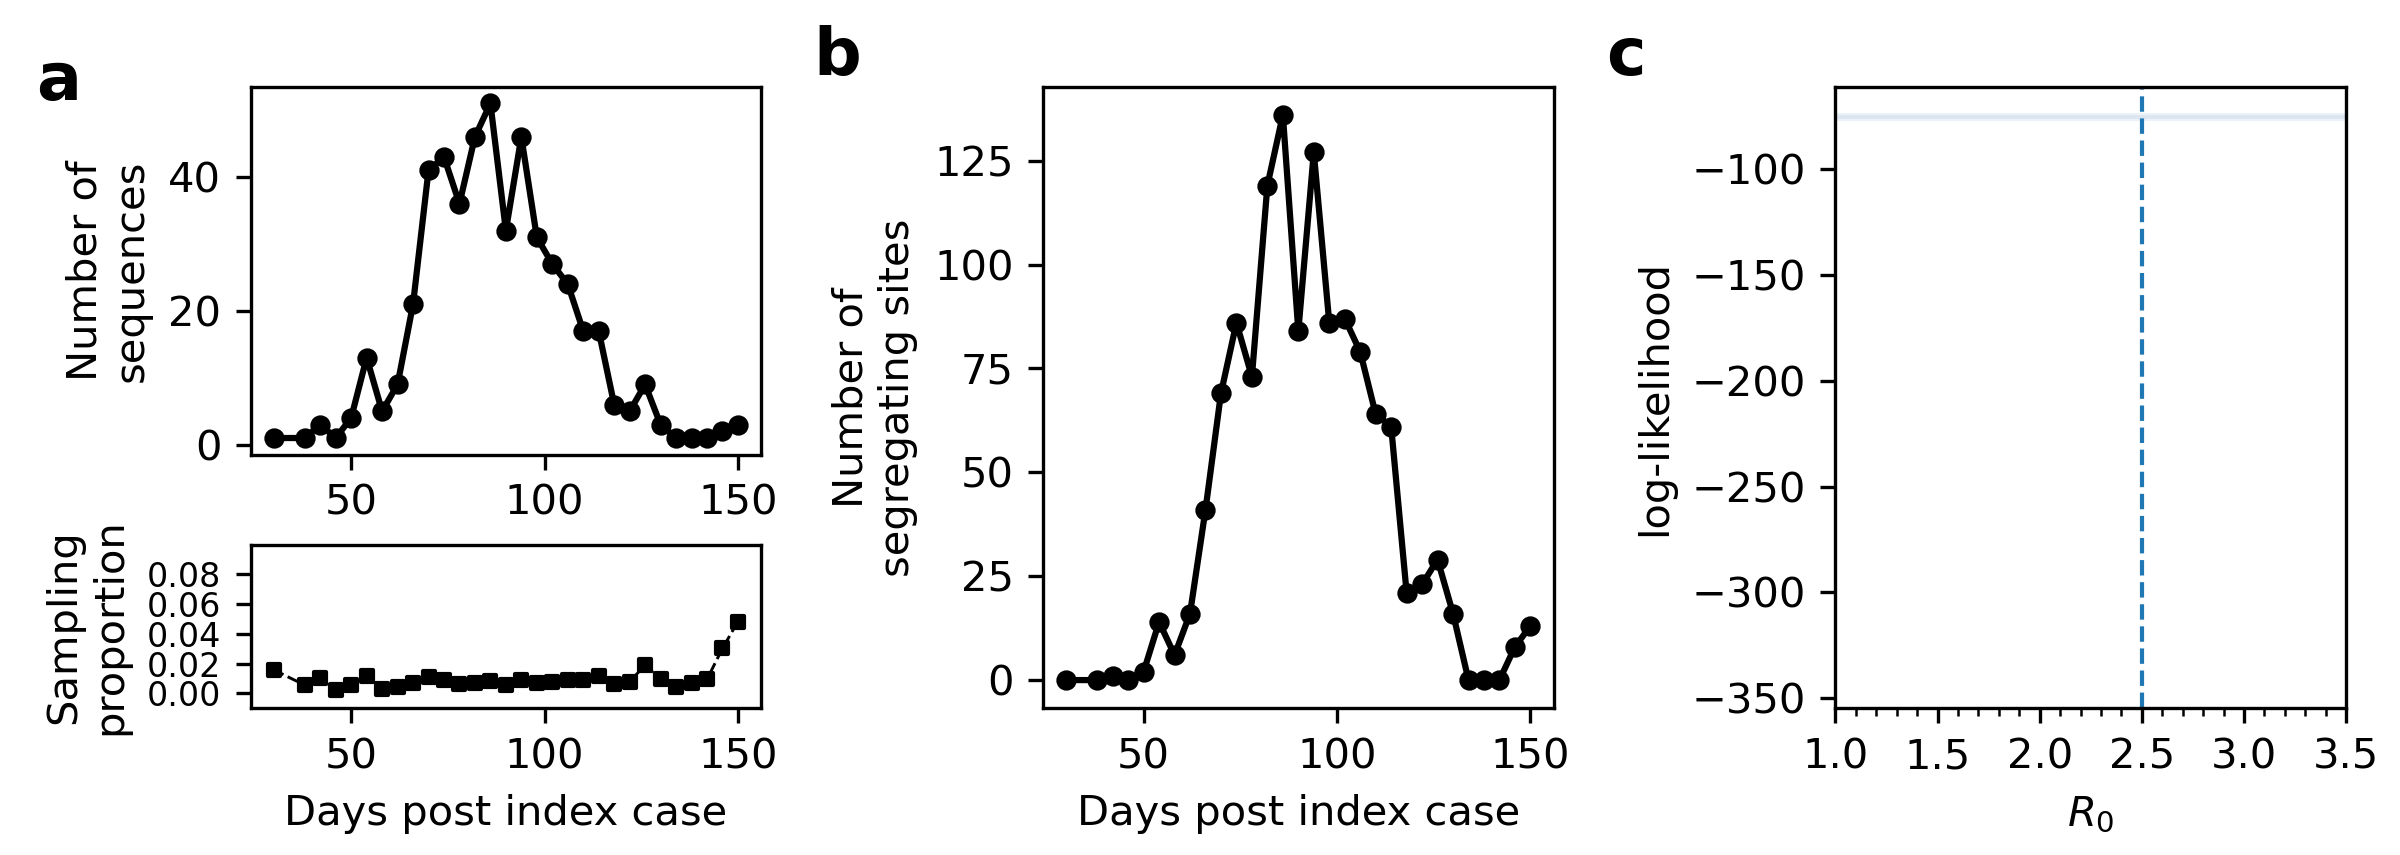 a
Number of
sequences
40
20
0
50 100 150
Sampling
proportion
0.08
0.06
0.04
0.02
0.00
50 100 150
Days post index case
b
Number of
segregating sites
125
100
75
50
25
0
50 100 150
Days post index case
c
log-likelihood
−100
−150
−200
−250
−300
−350
1.0 1.5 2.0 2.5 3.0 3.5
R₀